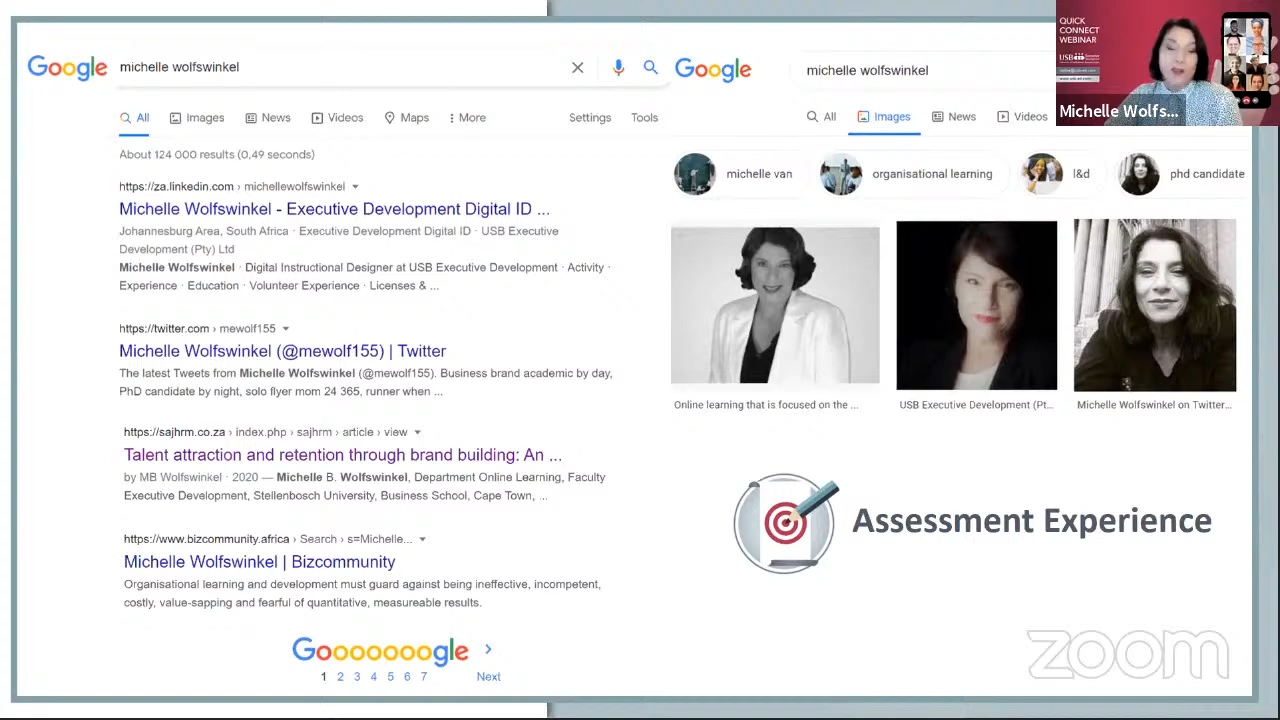 Google
michelle wolfswinkel
All Images News Videos Maps More Settings Tools
About 124 000 results (0,49 seconds)
https://za.linkedin.com › michellewolfswinkel
Michelle Wolfswinkel - Executive Development Digital ID ...
Johannesburg Area, South Africa · Executive Development Digital ID · USB Executive
Development (Pty) Ltd
Michelle Wolfswinkel · Digital Instructional Designer at USB Executive Development · Activity ·
Experience · Education · Volunteer Experience · Licenses & ...
https://twitter.com › mewolf155
Michelle Wolfswinkel (@mewolf155) | Twitter
The latest Tweets from Michelle Wolfswinkel (@mewolf155). Business brand academic by day,
PhD candidate by night, solo flyer mom 24 365, runner when ...
https://sajhrm.co.za › index.php › sajhrm › article › view
Talent attraction and retention through brand building: An ...
by MB Wolfswinkel · 2020 — Michelle B. Wolfswinkel, Department Online Learning, Faculty
Executive Development, Stellenbosch University, Business School, Cape Town, ...
https://www.bizcommunity.africa › Search › s=Michelle...
Michelle Wolfswinkel | Bizcommunity
Organisational learning and development must guard against being ineffective, incompetent,
costly, value-sapping and fearful of quantitative, measureable results.
Gooooooogle
1 2 3 4 5 6 7 Next
Google
michelle wolfswinkel
All Images News Videos
michelle van organisational learning l&d phd candidate
Online learning that is focused on the ...
USB Executive Development (Pt...
Michelle Wolfswinkel on Twitter...
Assessment Experience
QUICK
CONNECT
WEBINAR
USB
Michelle Wolfs...
zoom